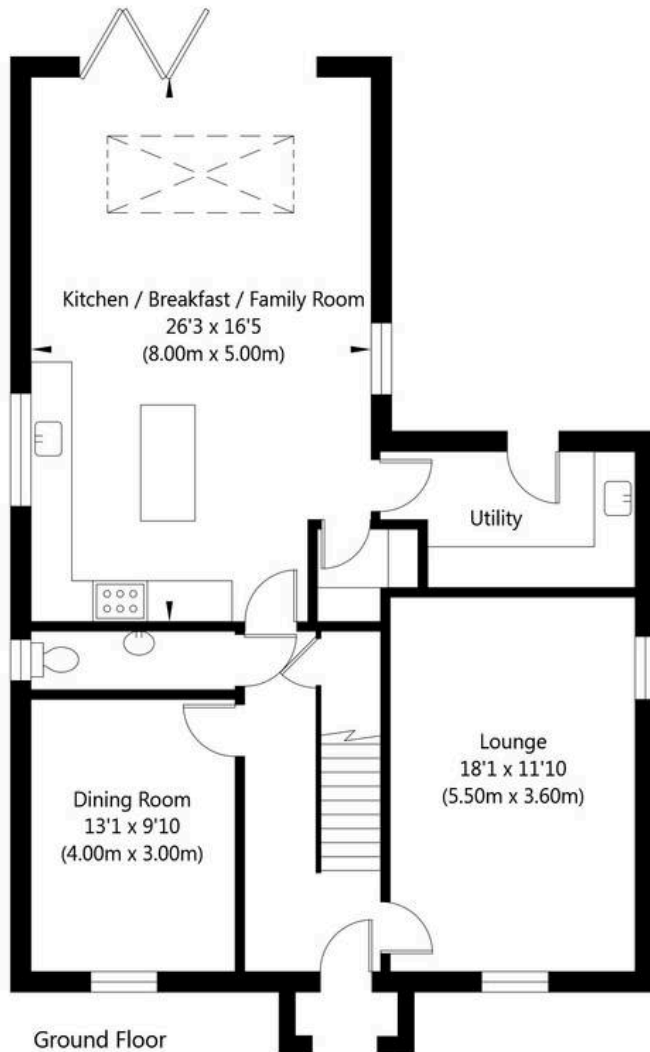 Kitchen / Breakfast / Family Room
26'3 x 16'5
(8.00m x 5.00m)
Utility
Lounge
18'1 x 11'10
(5.50m x 3.60m)
Dining Room
13'1 x 9'10
(4.00m x 3.00m)
Ground Floor